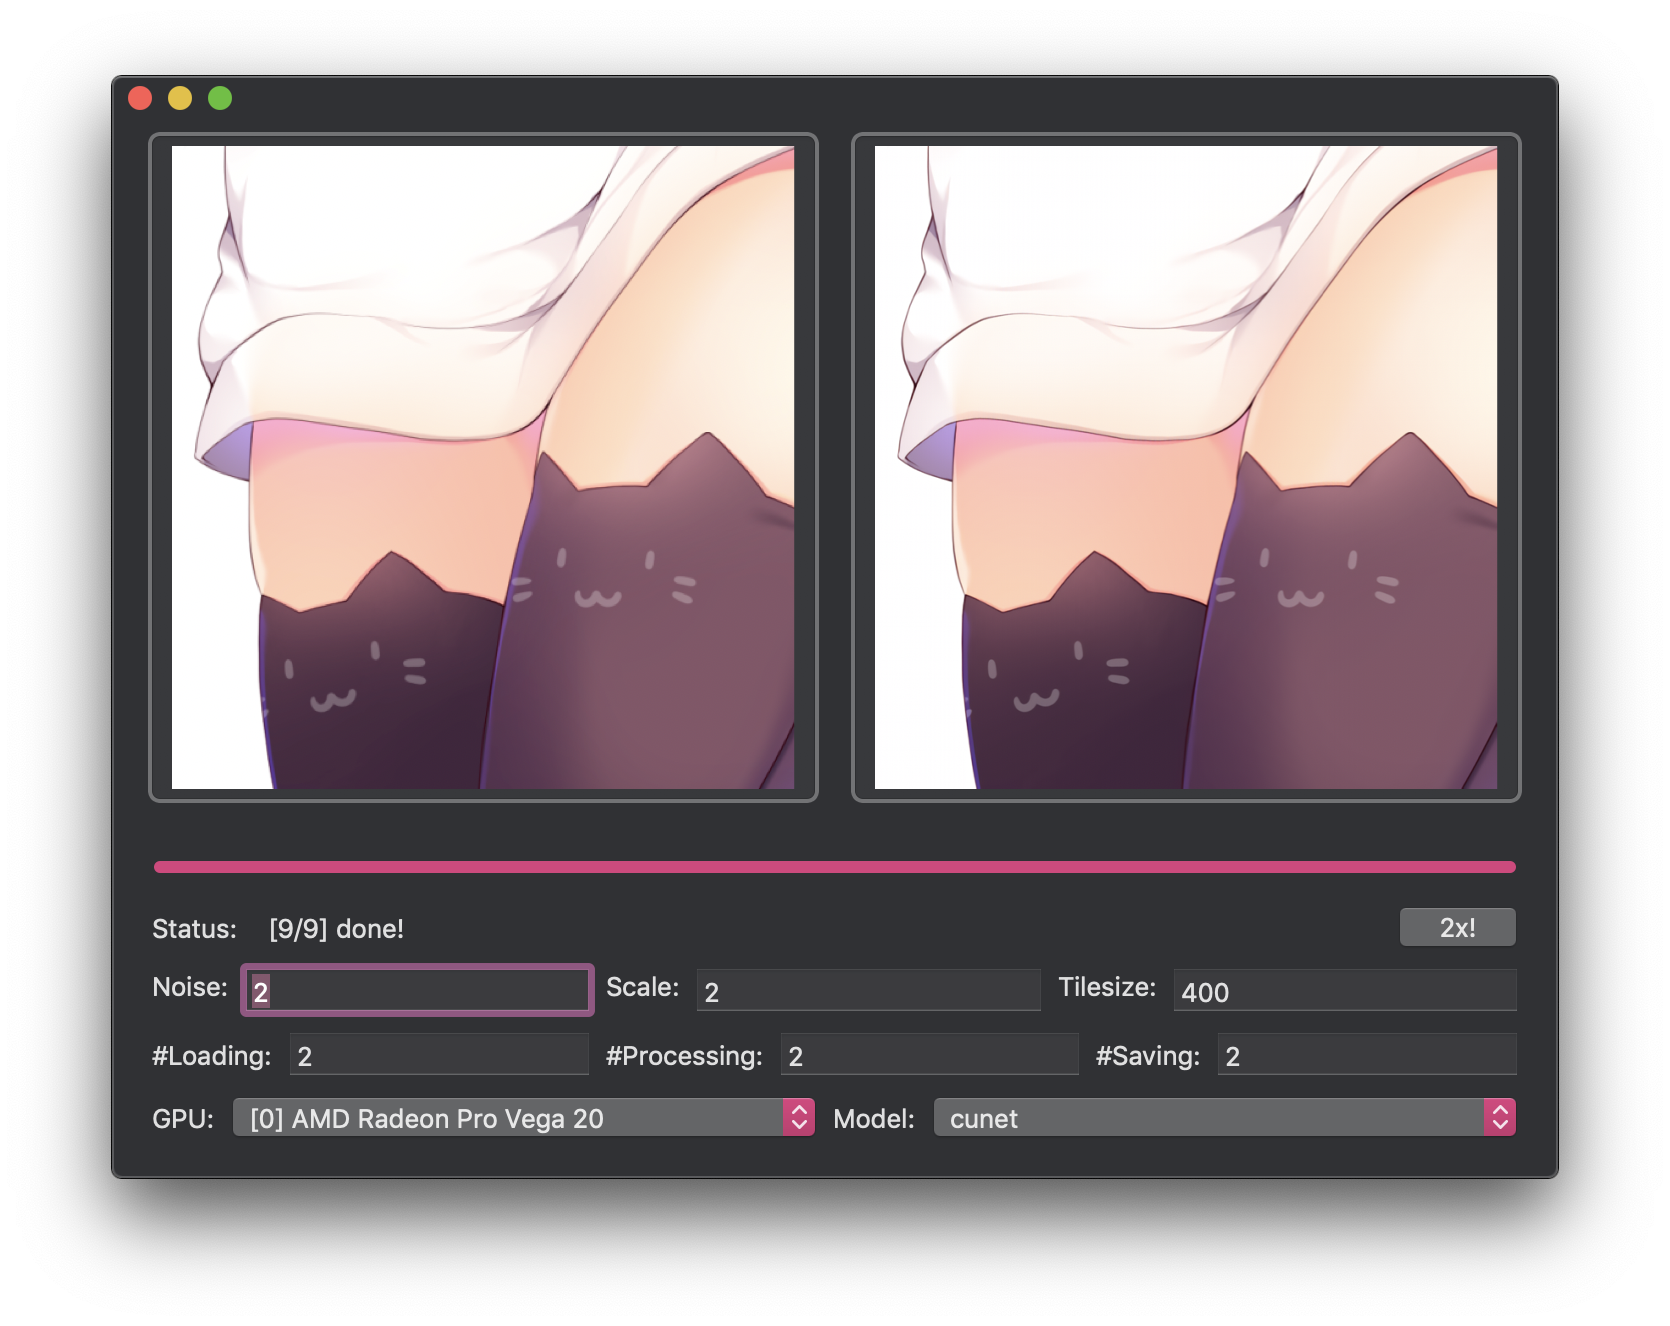 Status: [9/9] done! 2x!
Noise: 2 Scale: 2 Tilesize: 400
#Loading: 2 #Processing: 2 #Saving: 2
GPU: [0] AMD Radeon Pro Vega 20 Model: cunet